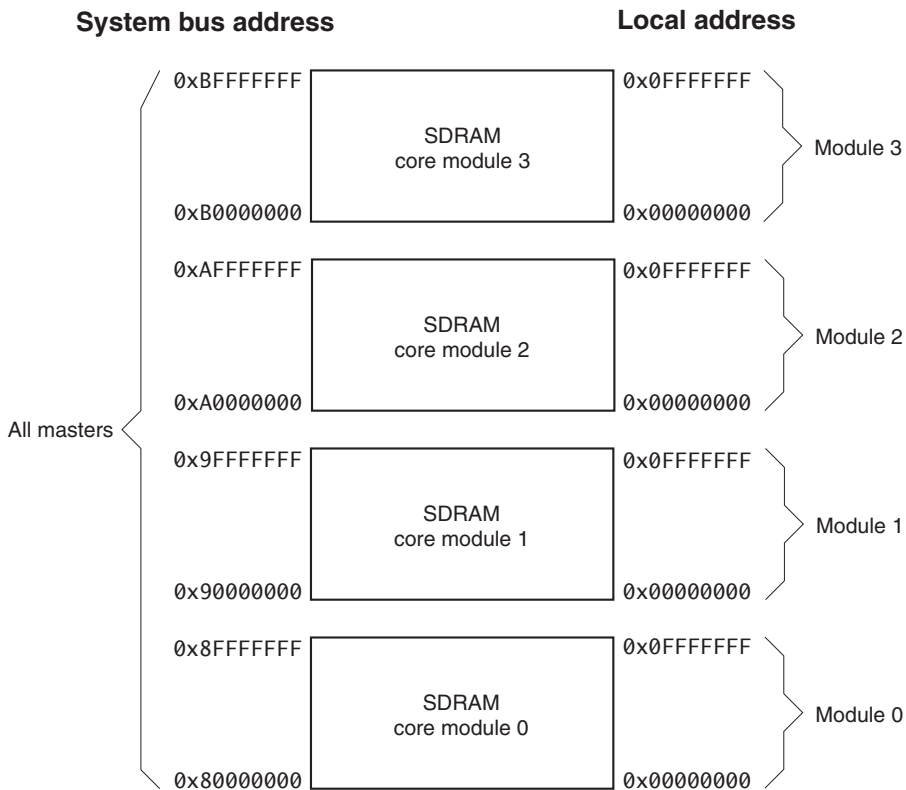 System bus address
Local address
0xBFFFFFFF
0x0FFFFFFF
SDRAM
core module 3
Module 3
0xB0000000
0x00000000
0xAFFFFFFF
0x0FFFFFFF
SDRAM
core module 2
Module 2
0xA0000000
0x00000000
All masters
0x9FFFFFFF
0x0FFFFFFF
SDRAM
core module 1
Module 1
0x90000000
0x00000000
0x8FFFFFFF
0x0FFFFFFF
SDRAM
core module 0
Module 0
0x80000000
0x00000000